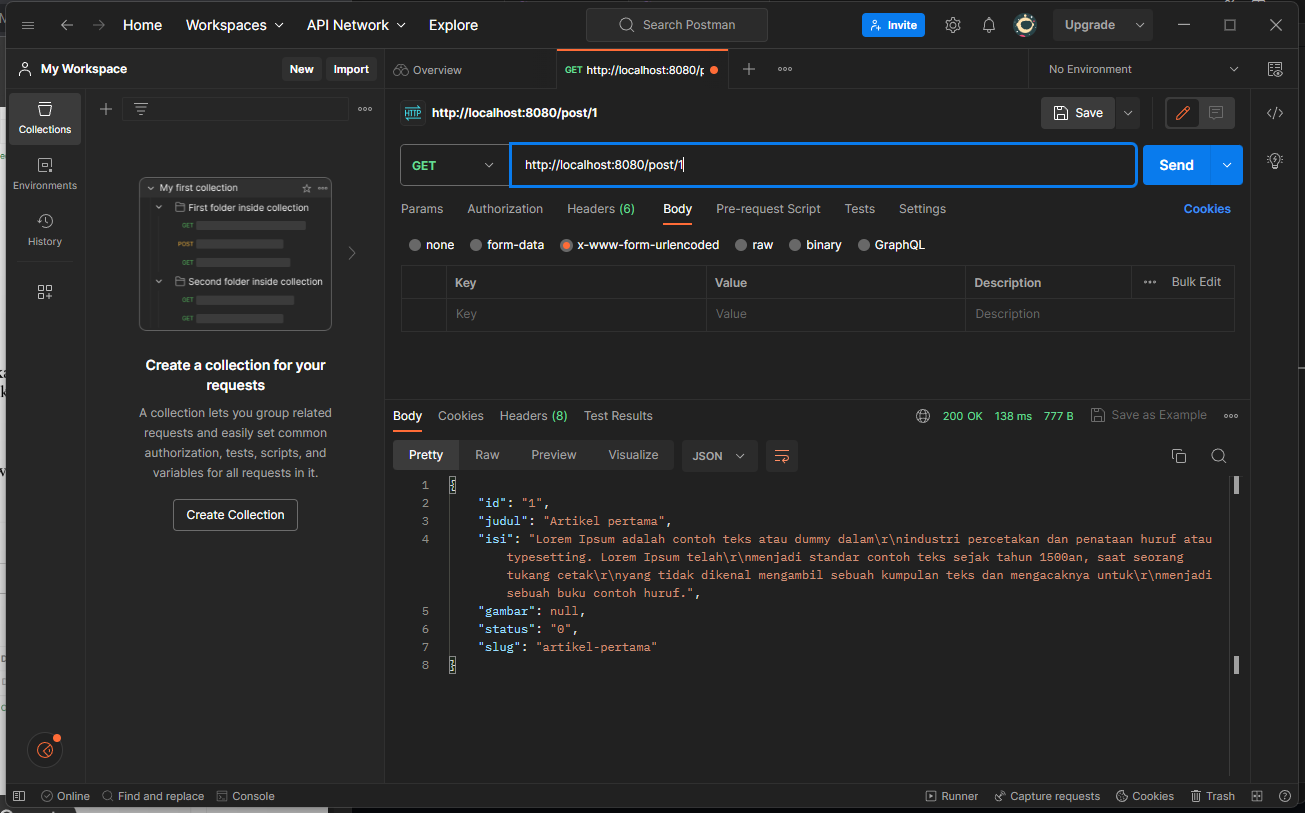 Home Workspaces API Network Explore Search Postman Invite Upgrade
My Workspace New Import Overview GET http://localhost:8080/p No Environment
Collections
Environments
History
My first collection
First folder inside collection
GET
POST
GET
Second folder inside collection
GET
GET
Create a collection for your
requests
A collection lets you group related
requests and easily set common
authorization, tests, scripts, and
variables for all requests in it.
Create Collection
HTTP http://localhost:8080/post/1 Save
GET http://localhost:8080/post/1 Send
Params Authorization Headers (6) Body Pre-request Script Tests Settings Cookies
none form-data x-www-form-urlencoded raw binary GraphQL
Key Value Description Bulk Edit
Key Value Description
Body Cookies Headers (8) Test Results 200 OK 138 ms 777 B Save as Example
Pretty Raw Preview Visualize JSON
1 {
2 "id": "1",
3 "judul": "Artikel pertama",
4 "isi": "Lorem Ipsum adalah contoh teks atau dummy dalam\r\nindustri percetakan dan penataan huruf atau
typesetting. Lorem Ipsum telah\r\nmenjadi standar contoh teks sejak tahun 1500an, saat seorang
tukang cetak\r\nyang tidak dikenal mengambil sebuah kumpulan teks dan mengacaknya untuk\r\nmenjadi
sebuah buku contoh huruf.",
5 "gambar": null,
6 "status": "0",
7 "slug": "artikel-pertama"
8 }
Online Find and replace Console Runner Capture requests Cookies Trash